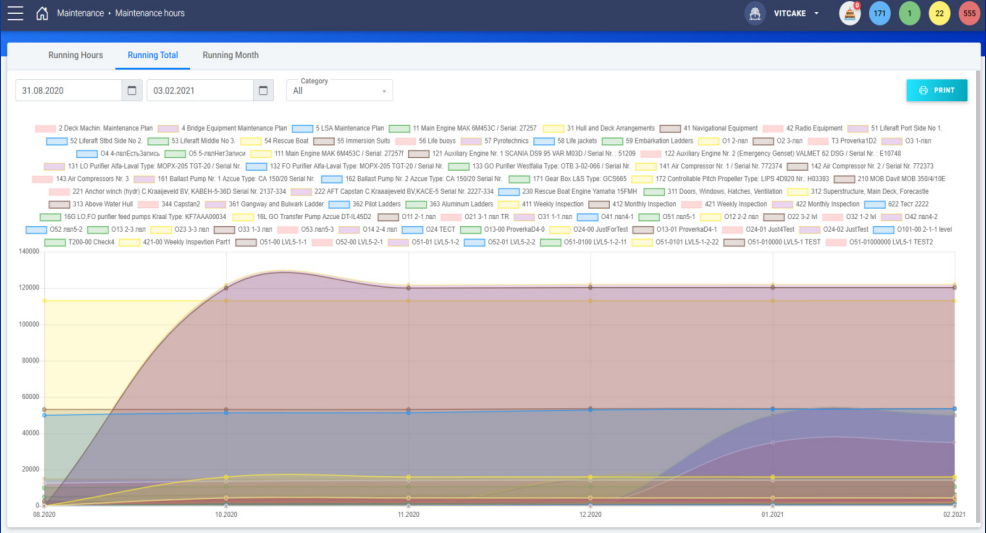 Maintenance • Maintenance hours
VITCAKE
0
171
1
22
555
Running Hours Running Total Running Month
Category
31.08.2020 03.02.2021 All PRINT
2 Deck Machin. Maintenance Plan 4 Bridge Equipment Maintenance Plan 5 LSA Maintenance Plan 11 Main Engine MAK 6M453C / Serial: 27257 31 Hull and Deck Arrangements 41 Navigational Equipment 42 Radio Equipment 51 Liferaft Port Side No 1.
52 Liferaft Stbd Side No 2. 53 Liferaft Middle No 3. 54 Rescue Boat 55 Immersion Suits 56 Life buoys 57 Pyrotechnics 58 Life jackets 59 Embarkation Ladders O1 2-лвл O2 3-лвл T3 Proverka1D2 O3 1-лвл
O4 4-лвлЕстьЗапись O5 5-лвлНетЗаписи 111 Main Engine MAK 6M453C / Serial: 27257f 121 Auxiliary Engine Nr. 1 SCANIA DS9 95 VAR M03D / Serial Nr. : 51209 122 Auxiliary Engine Nr. 2 (Emergency Genset) VALMET 62 DSG / Serial Nr. : E10748
131 LO Purifier Alfa-Laval Type: MOPX-205 TGT-20 / Serial Nr. 132 FO Purifier Alfa-Laval Type: MOPX-205 TGT-20 / Serial Nr. 133 GO Purifier Westfalia Type: OTB 3-02-066 / Serial Nr. 141 Air Compressor Nr. 1 / Serial Nr. 772374 142 Air Compressor Nr. 2 / Serial Nr. 772373
143 Air Compressors Nr. 3 161 Ballast Pump Nr. 1 Azcue Type: CA 150/20 Serial Nr. 162 Ballast Pump Nr. 2 Azcue Type: CA 150/20 Serial Nr. 171 Gear Box L&S Type: GCS865 172 Controllable Pitch Propeller Type: LIPS 4D920 Nr. H03393 210 MOB Davit MOB 350/4/10E
221 Anchor winch (hydr) C.Kraaijeveld BV, KABEH-5-36D Serial Nr. 2137-334 222 AFT Capstan C.Kraaaijeveld BV,KACE-5 Serial Nr. 2227-334 230 Rescue Boat Engine Yamaha 15FMH 311 Doors, Windows, Hatches, Ventilation 312 Superstructure, Main Deck, Forecastle
313 Above Water Hull 344 Capstan2 361 Gangway and Bulwark Ladder 362 Pilot Ladders 363 Aluminum Ladders 411 Weekly Inspection 412 Monthly Inspection 421 Weekly Inspection 422 Monthly Inspection 622 Тест 2222
16G LO,FO purifier feed pumps Kraal Type: KF7AAA00034 16L GO Transfer Pump Azcue DT-IL45D2 O11 2-1 лвл O21 3-1 лвл TR O31 1-1 лвл O41 лвл4-1 O51 лвл5-1 O12 2-2 лвл O22 3-2 lvl O32 1-2 lvl O42 лвл4-2
O52 лвл5-2 O13 2-3 лвл O23 3-3 лвл O33 1-3 лвл O53 лвл5-3 O14 2-4 лвл O24 ТЕСТ O13-00 ProverkaD4-0 O24-00 JustForTest O13-01 ProverkaD4-1 O24-01 Just4Test O24-02 JustTest O101-00 2-1-1 level
T200-00 Check4 421-00 Weekly Inspevtion Part1 O51-00 LVL5-1-1 O52-00 LVL5-2-1 O51-01 LVL5-1-2 O52-01 LVL5-2-2 O51-0100 LVL5-1-2-11 O51-0101 LVL5-1-2-22 O51-010000 LVL5-1 TEST O51-01000000 LVL5-1 TEST2
140000
120000
100000
80000
60000
40000
20000
0
08.2020 10.2020 11.2020 12.2020 01.2021 02.2021